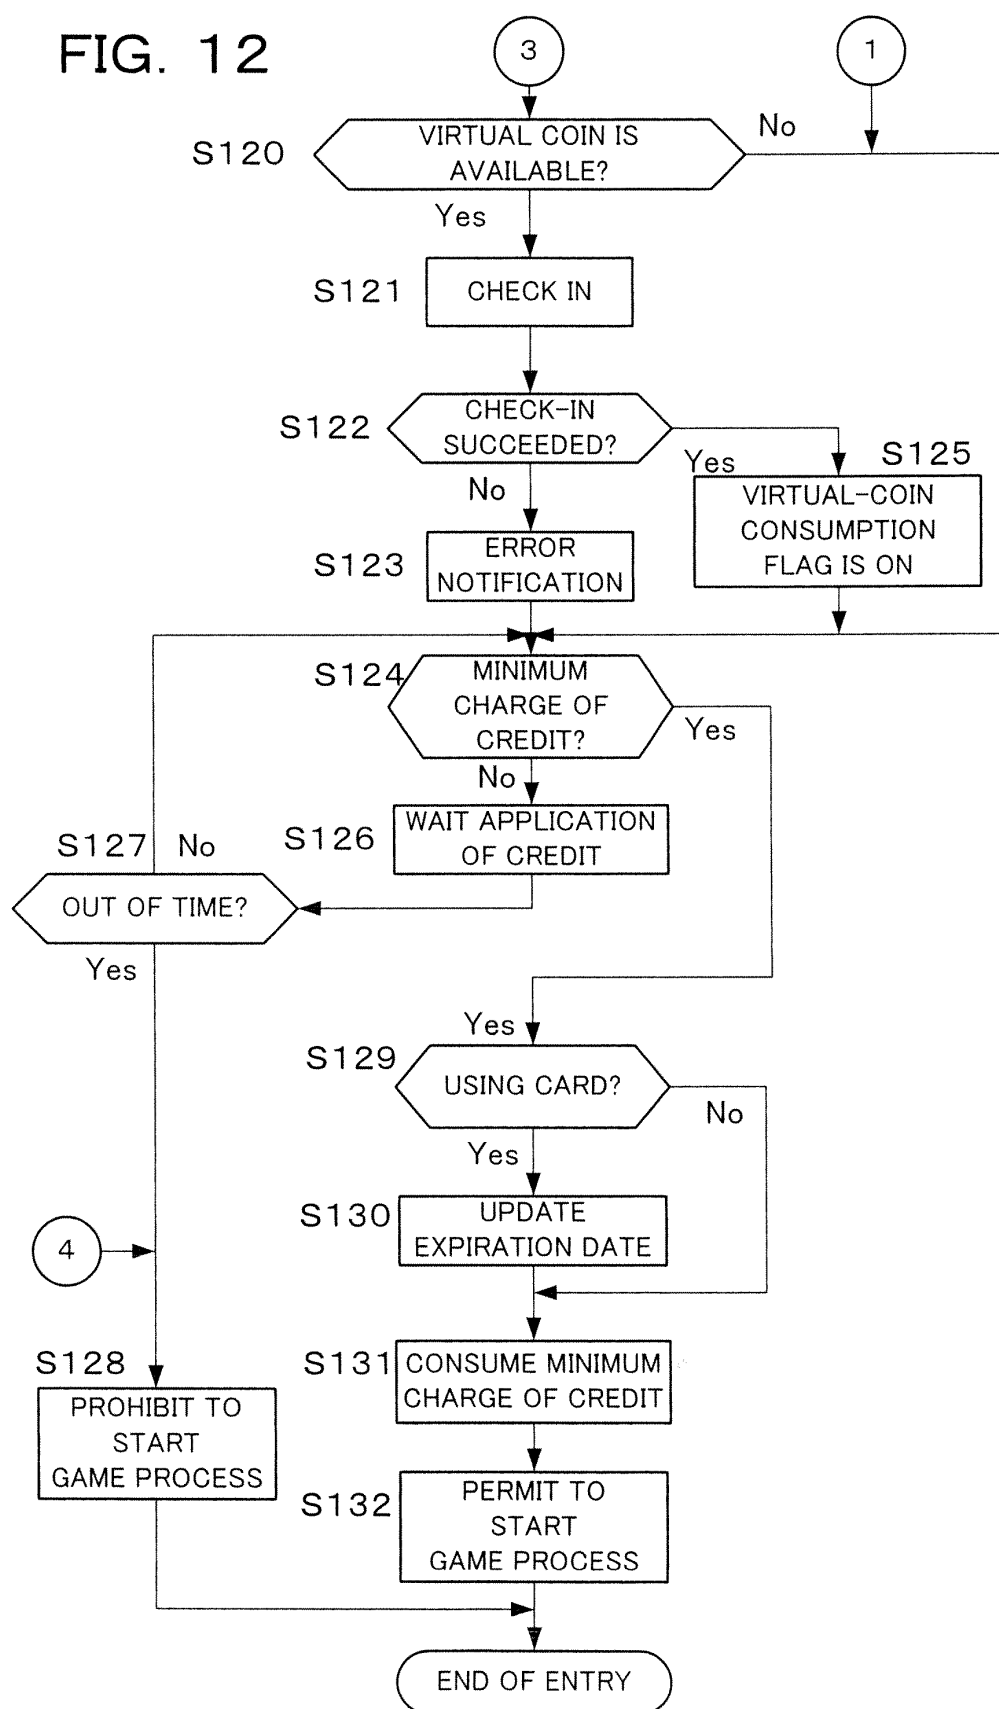 FIG. 12
3
1
S120
VIRTUAL COIN IS
AVAILABLE?
No
Yes
S121
CHECK IN
S122
CHECK-IN
SUCCEEDED?
Yes
S125
No
VIRTUAL-COIN
CONSUMPTION
FLAG IS ON
S123
ERROR
NOTIFICATION
S124
MINIMUM
CHARGE OF
CREDIT?
Yes
No
S126
WAIT APPLICATION
OF CREDIT
S127
No
OUT OF TIME?
Yes
Yes
S129
USING CARD?
No
Yes
S130
UPDATE
EXPIRATION DATE
4
S131
CONSUME MINIMUM
CHARGE OF CREDIT
S128
PROHIBIT TO
START
GAME PROCESS
S132
PERMIT TO
START
GAME PROCESS
END OF ENTRY